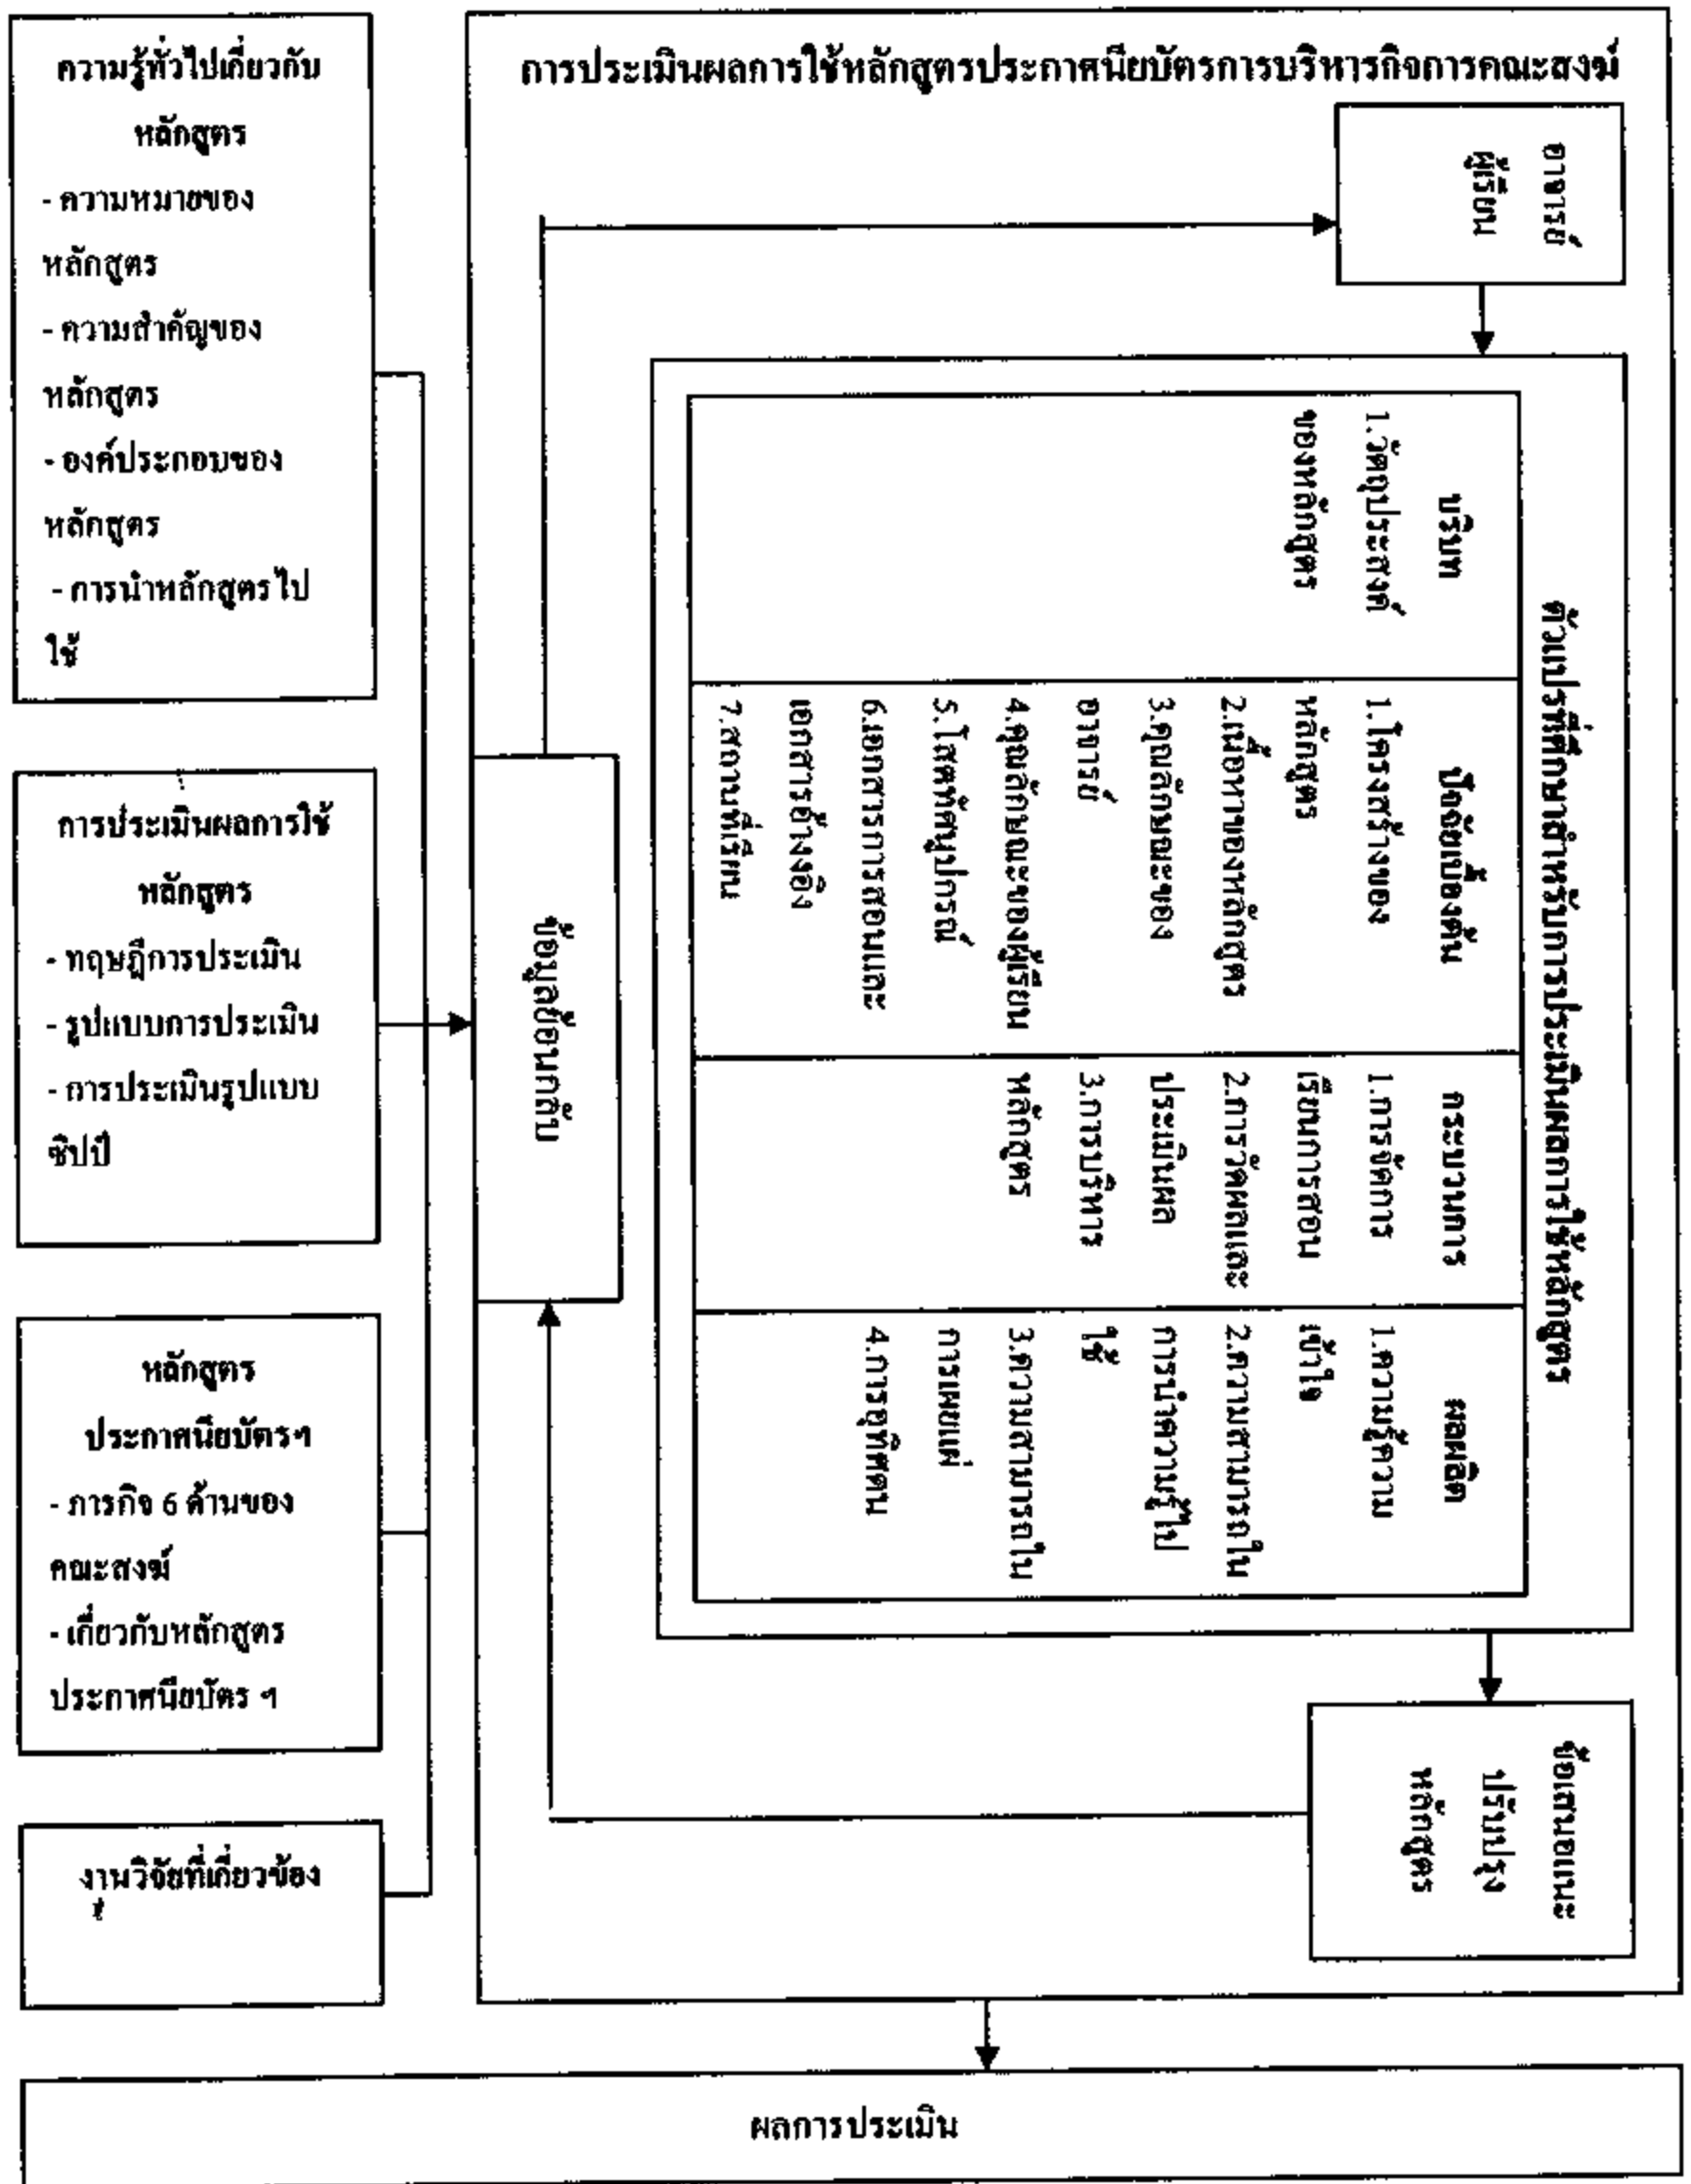 ความรู้ทั่วไปเกี่ยวกับ
หลักสูตร
- ความหมายของ
หลักสูตร
- ความสำคัญของ
หลักสูตร
- องค์ประกอบของ
หลักสูตร
- การนำหลักสูตรไป
ใช้
การประเมินผลการใช้
หลักสูตร
- ทฤษฎีการประเมิน
- รูปแบบการประเมิน
- การประเมินรูปแบบ
ซิปป์
หลักสูตร
ประกาศนียบัตรฯ
- ภารกิจ 6 ด้านของ
คณะสงฆ์
- เกี่ยวกับหลักสูตร
ประกาศนียบัตร ฯ
งานวิจัยที่เกี่ยวข้อง
การประเมินผลการใช้หลักสูตรประกาศนียบัตรการบริหารกิจการคณะสงฆ์
อาจารย์
ผู้เรียน
ตัวแปรที่ศึกษาสำหรับการประเมินผลการใช้หลักสูตร
บริบท
1.วัตถุประสงค์
ของหลักสูตร
ปัจจัยเบื้องต้น
1.โครงสร้างของ
หลักสูตร
2.เนื้อหาของหลักสูตร
3.คุณลักษณะของ
อาจารย์
4.คุณลักษณะของผู้เรียน
5.โสตทัศนูปกรณ์
6.เอกสารการสอนและ
เอกสารอ้างอิง
7.สถานที่เรียน
กระบวนการ
1.การจัดการ
เรียนการสอน
2.การวัดผลและ
ประเมินผล
3.การบริหาร
หลักสูตร
ผลผลิต
1.ความรู้ความ
เข้าใจ
2.ความสามารถใน
การนำความรู้ไป
ใช้
3.ความสามารถใน
การเผยแผ่
4.การอุทิศตน
ข้อเสนอแนะ
ปรับปรุง
หลักสูตร
ข้อมูลย้อนกลับ
ผลการประเมิน